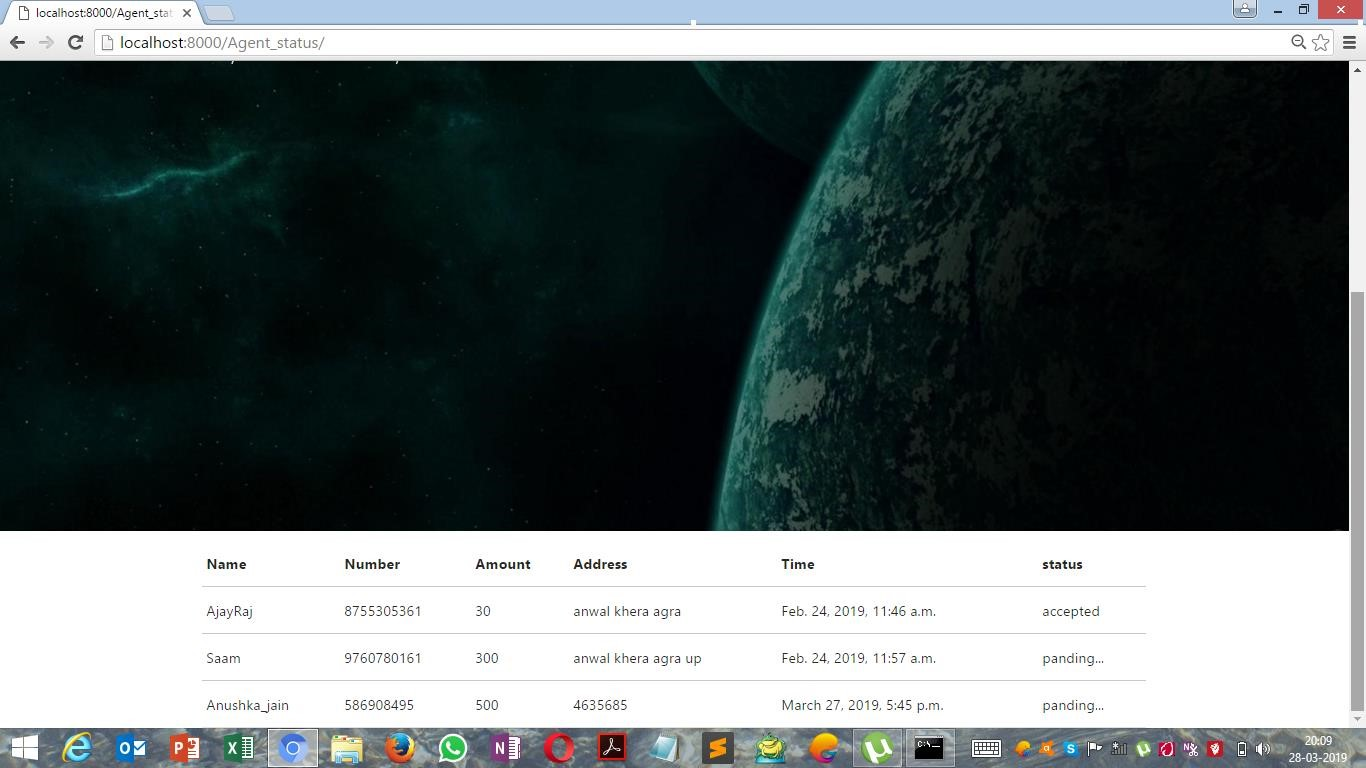 localhost:8000/Agent_stat
localhost:8000/Agent_status/
Name Number Amount Address Time status
AjayRaj 8755305361 30 anwal khera agra Feb. 24, 2019, 11:46 a.m. accepted
Saam 9760780161 300 anwal khera agra up Feb. 24, 2019, 11:57 a.m. panding...
Anushka_jain 586908495 500 4635685 March 27, 2019, 5:45 p.m. panding...
20:09
28-03-2019